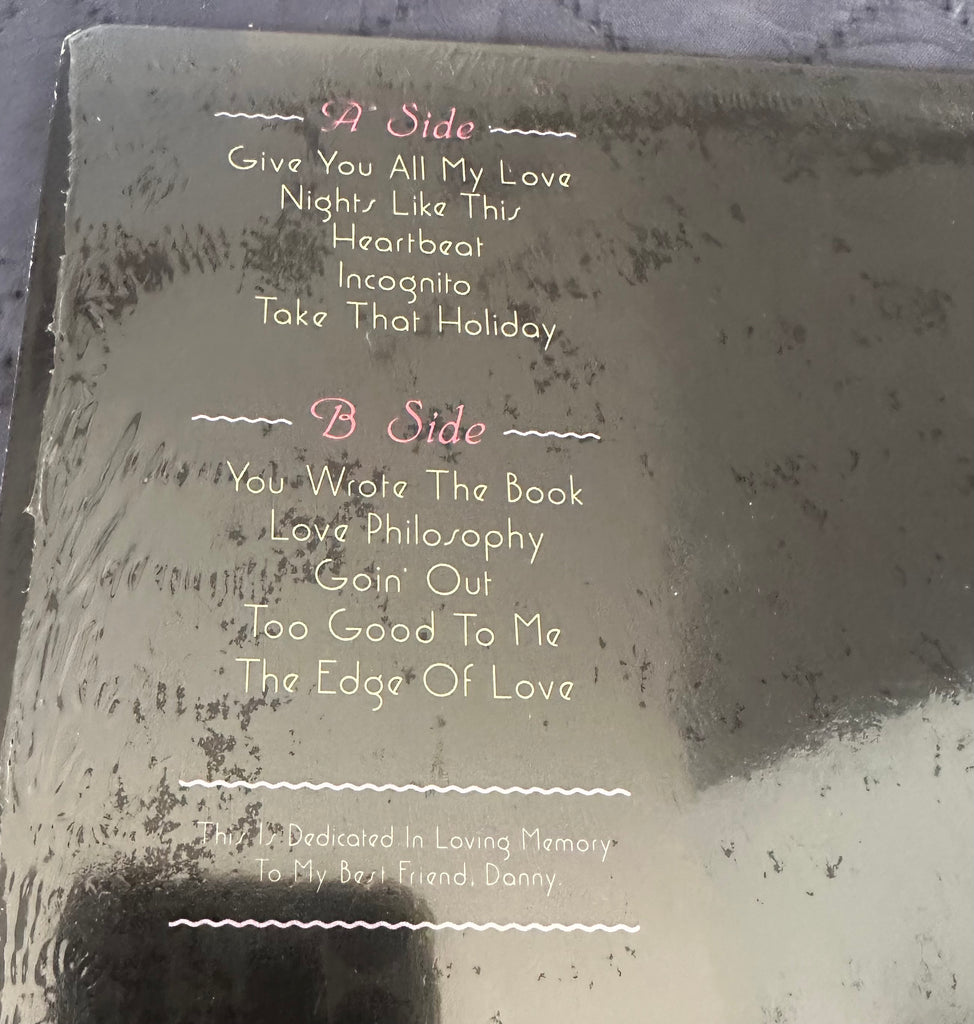 A Side
Give You All My Love
Nights Like This
Heartbeat
Incognito
Take That Holiday
B Side
You Wrote The Book
Love Philosophy
Goin' Out
Too Good To Me
The Edge Of Love
This Is Dedicated In Loving Memory
To My Best Friend, Danny.